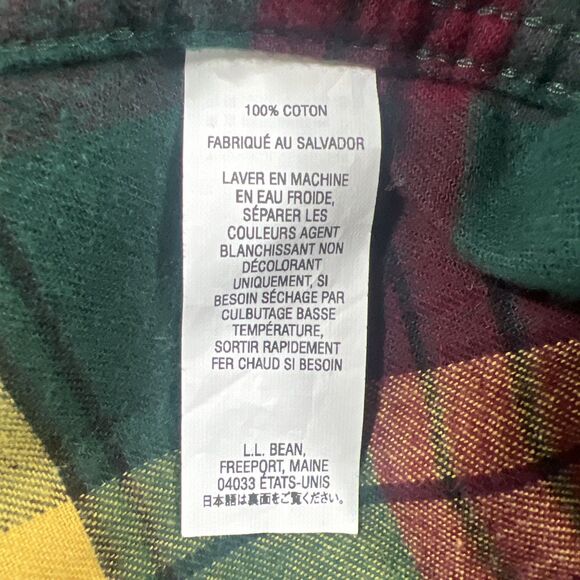 100% COTON
FABRIQUÉ AU SALVADOR
LAVER EN MACHINE
EN EAU FROIDE,
SÉPARER LES
COULEURS AGENT
BLANCHISSANT NON
DÉCOLORANT
UNIQUEMENT, SI
BESOIN SÉCHAGE PAR
CULBUTAGE BASSE
TEMPÉRATURE,
SORTIR RAPIDEMENT
FER CHAUD SI BESOIN
L.L. BEAN,
FREEPORT, MAINE
04033 ÉTATS-UNIS
日本語は裏面をご覧ください。